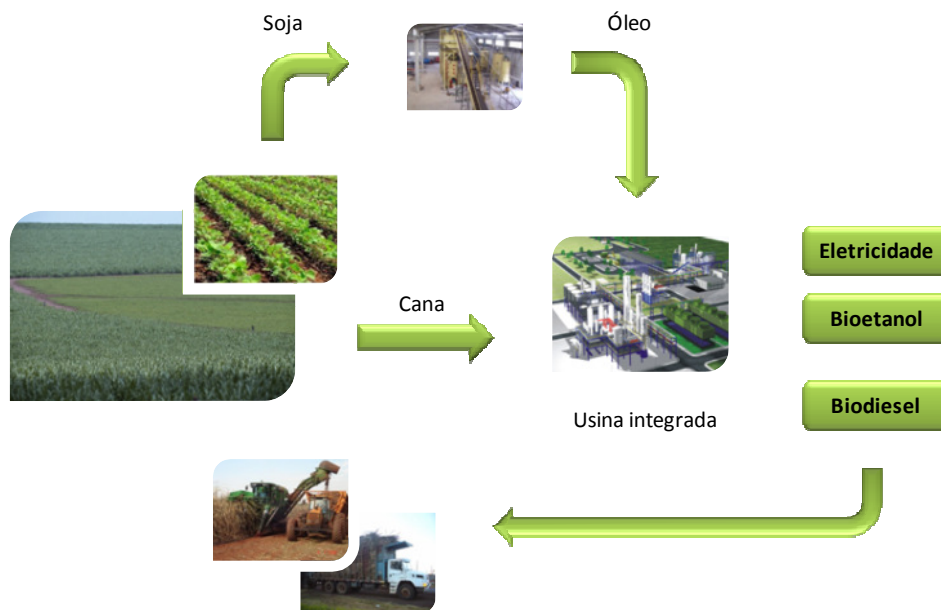 Soja
Óleo
Cana
Usina integrada
Eletricidade
Bioetanol
Biodiesel